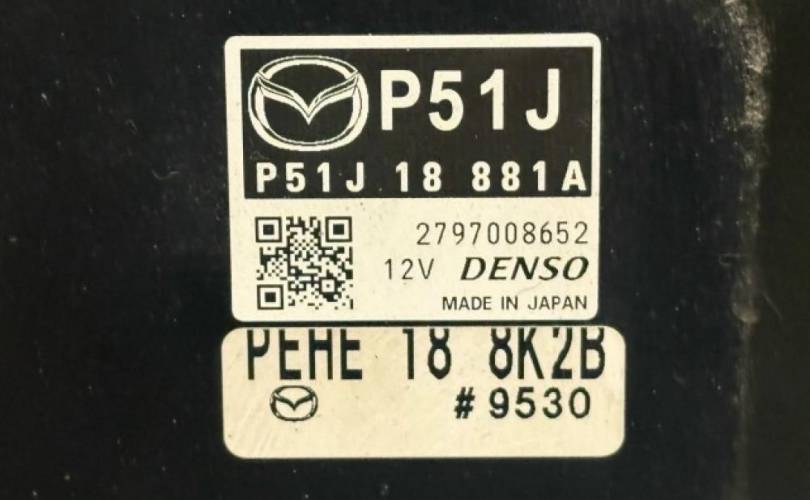 P51J
P51J 18 881A
2797008652
12V DENSO
MADE IN JAPAN
PEHE 18 8K2B
#9530